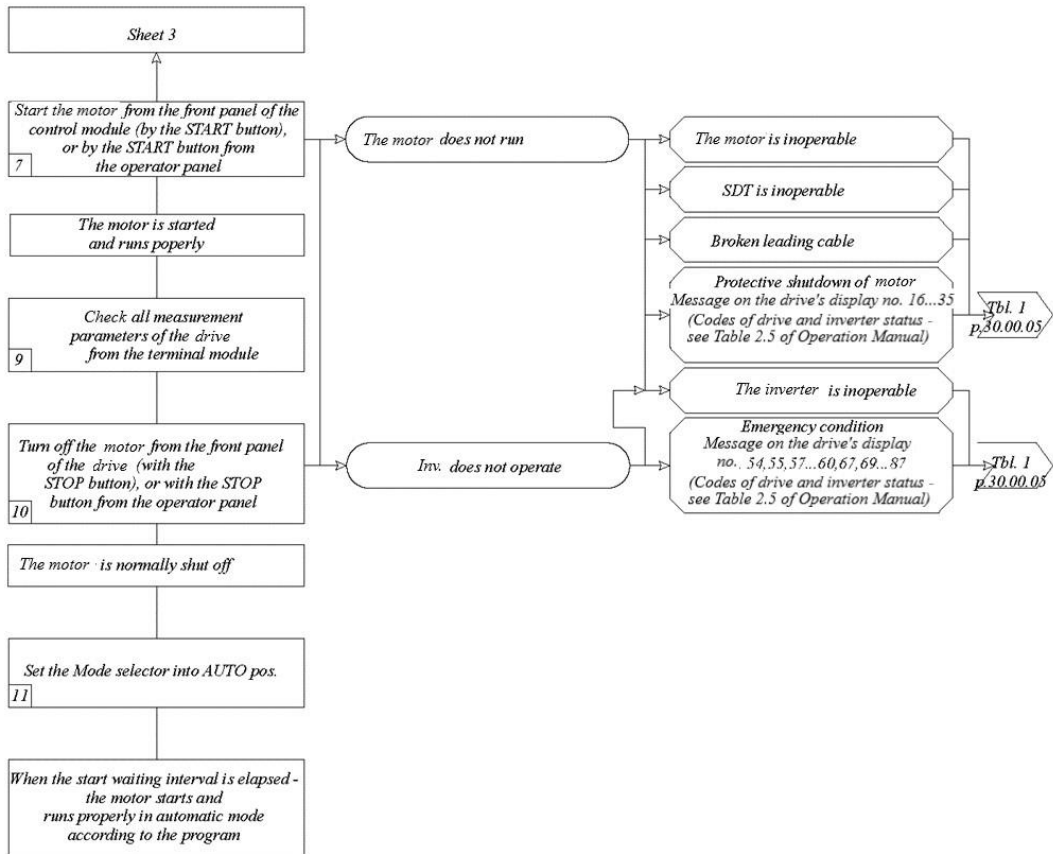 Sheet 3
Start the motor from the front panel of the
control module (by the START button),
or by the START button from
the operator panel
7
The motor is started
and runs poperly
Check all measurement
parameters of the drive
from the terminal module
9
Turn off the motor from the front panel
of the drive (with the
STOP button), or with the STOP
button from the operator panel
10
The motor is normally shut off
Set the Mode selector into AUTO pos.
11
When the start waiting interval is elapsed -
the motor starts and
runs properly in automatic mode
according to the program
The motor does not run
Inv. does not operate
The motor is inoperable
SDT is inoperable
Broken leading cable
Protective shutdown of motor
Message on the drive's display no. 16...35
(Codes of drive and inverter status -
see Table 2.5 of Operation Manual)
The inverter is inoperable
Emergency condition
Message on the drive's display
no. 54,55,57...60,67,69...87
(Codes of drive and inverter status -
see Table 2.5 of Operation Manual)
Tbl. 1
p.30.00.05
Tbl. 1
p.30.00.05